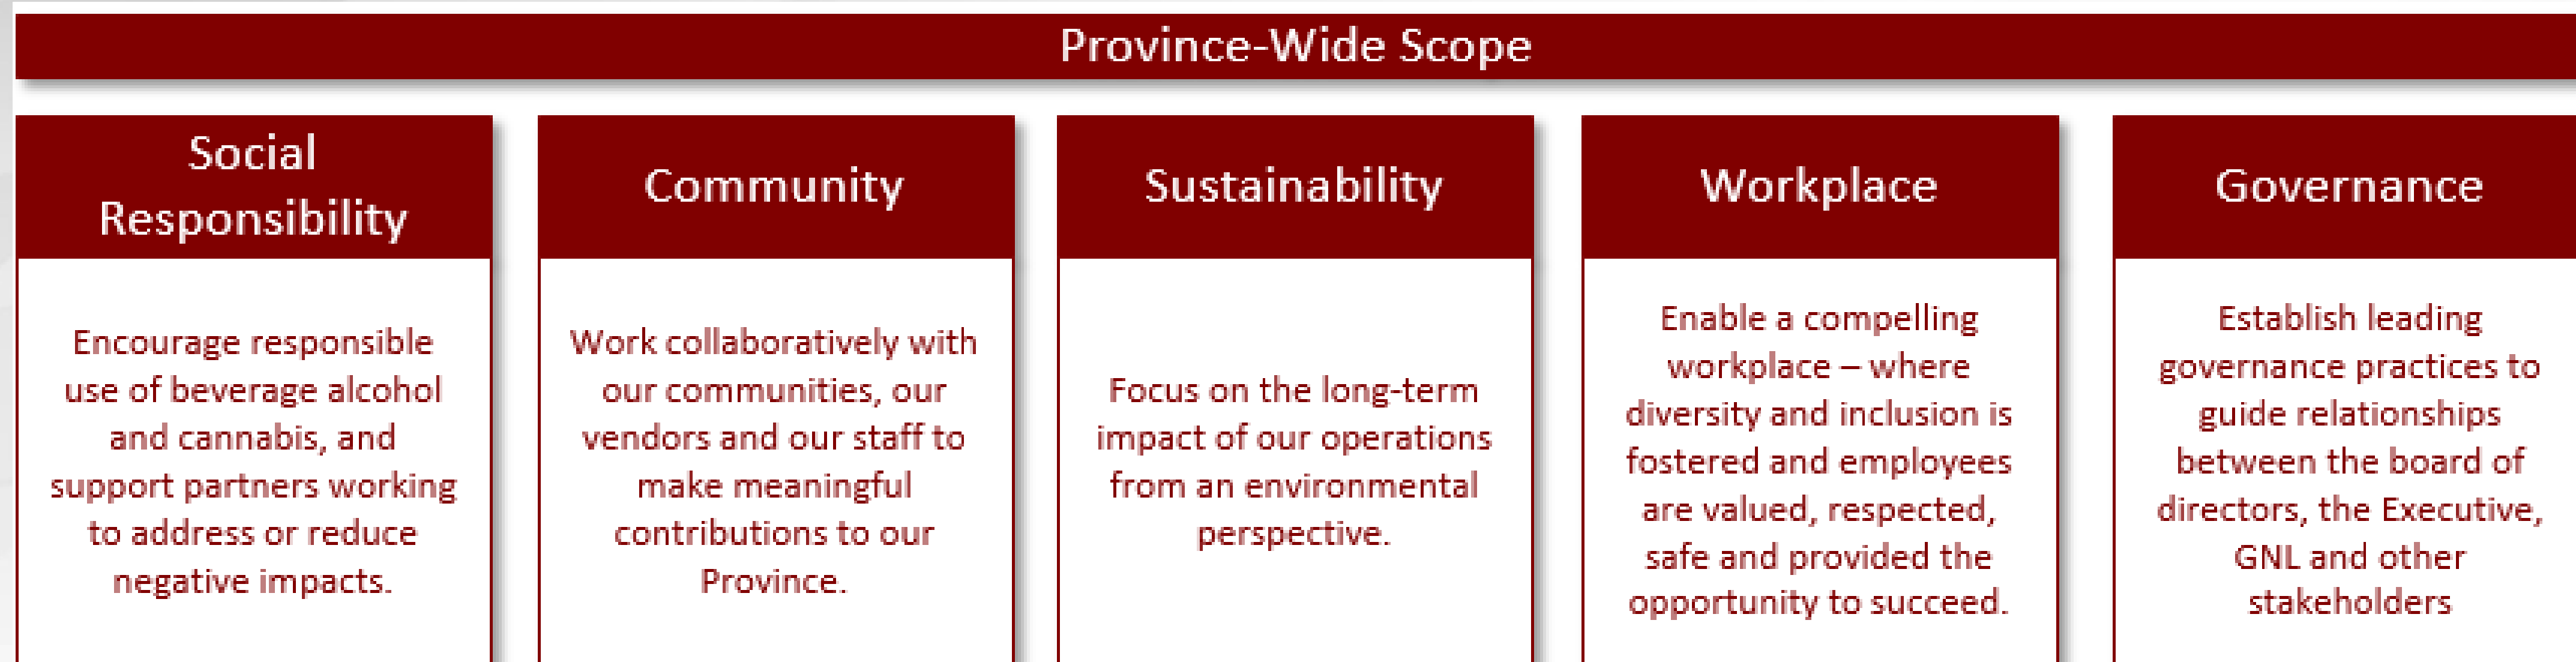 Province-Wide Scope
Social
Responsibility
Encourage responsible
use of beverage alcohol
and cannabis, and
support partners working
to address or reduce
negative impacts.
Community
Work collaboratively with
our communities, our
vendors and our staff to
make meaningful
contributions to our
Province.
Sustainability
Focus on the long-term
impact of our operations
from an environmental
perspective.
Workplace
Enable a compelling
workplace – where
diversity and inclusion is
fostered and employees
are valued, respected,
safe and provided the
opportunity to succeed.
Governance
Establish leading
governance practices to
guide relationships
between the board of
directors, the Executive,
GNL and other
stakeholders